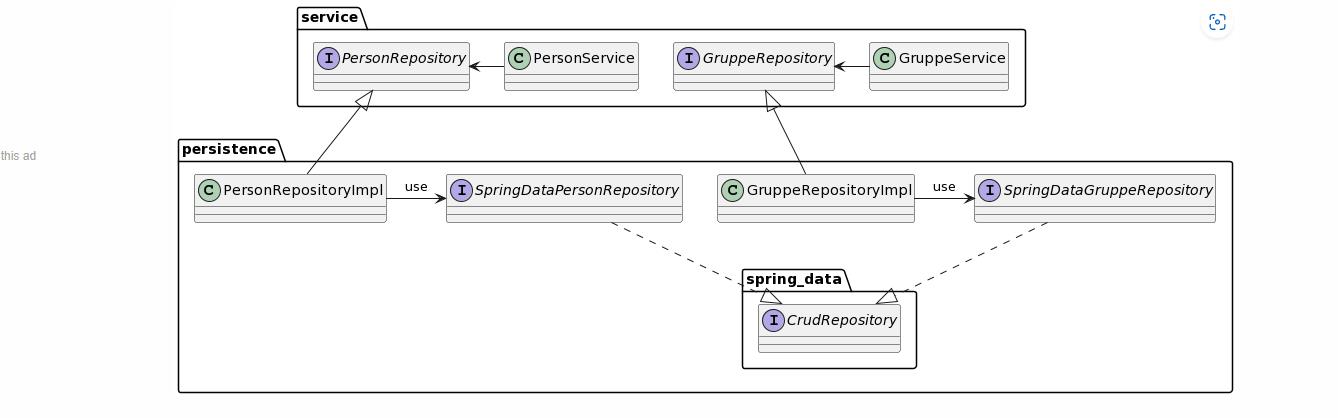 service
I PersonRepository
C PersonService
I GruppeRepository
C GruppeService
this ad
persistence
C PersonRepositoryImpl
use
I SpringDataPersonRepository
C GruppeRepositoryImpl
use
I SpringDataGruppeRepository
spring_data
I CrudRepository